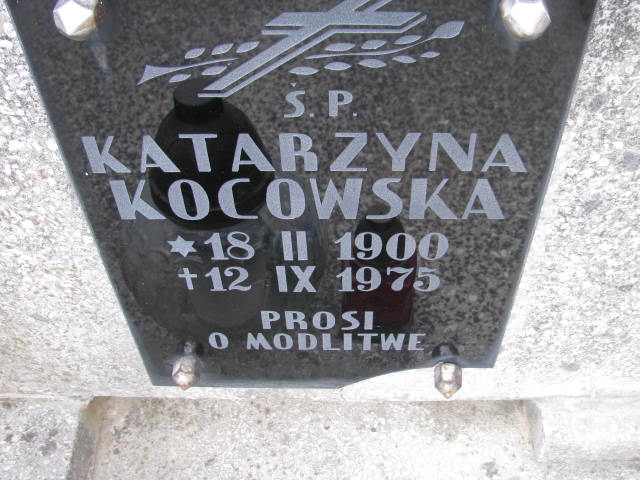 Ś.P.
KATARZYNA
KOCOWSKA
✶18 II 1900
†12 IX 1975
PROSI
O MODLITWE